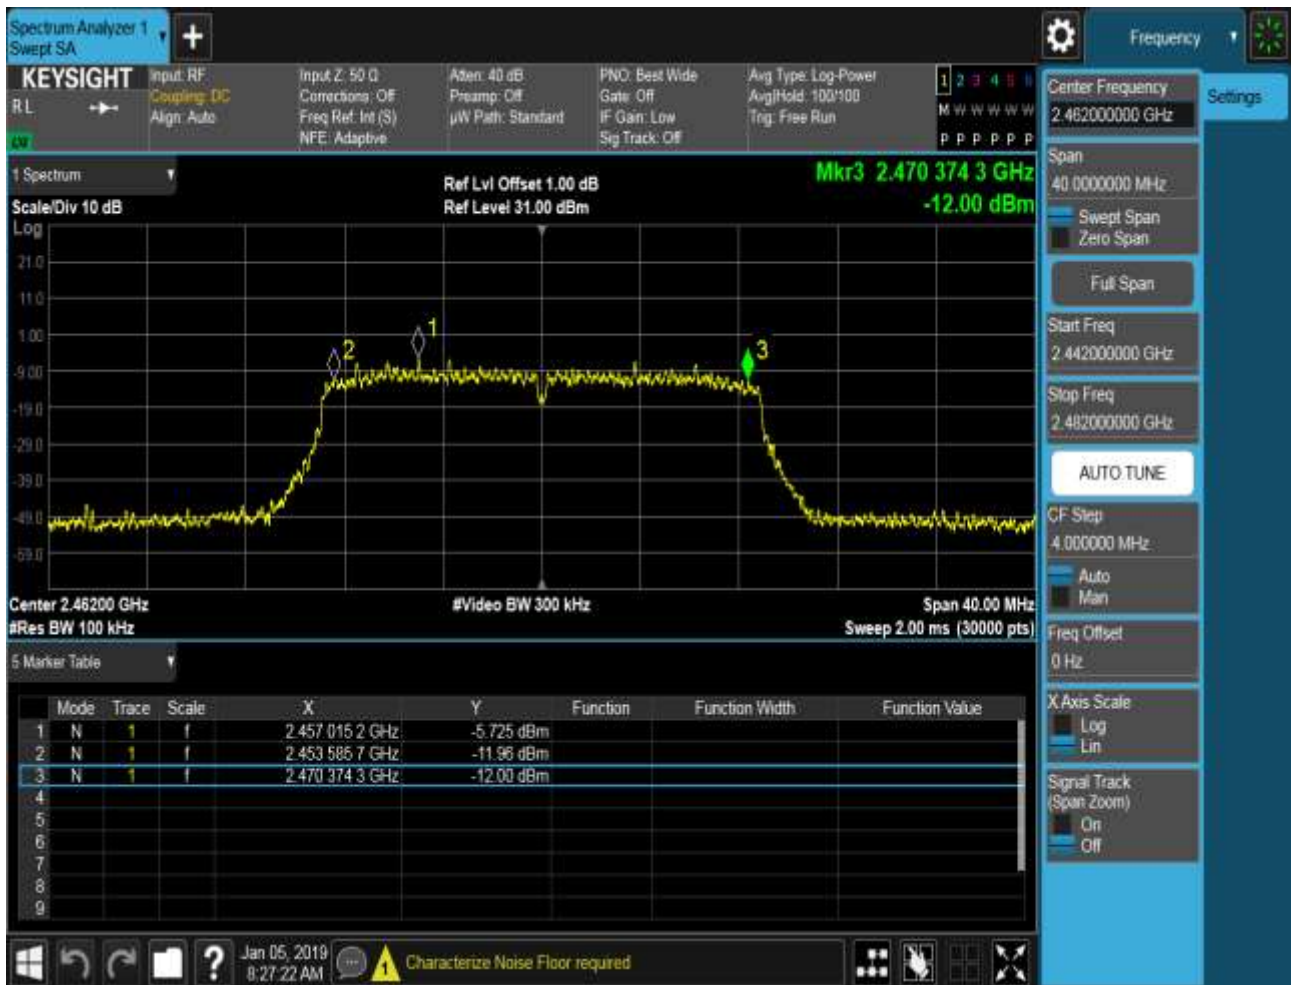 Spectrum Analyzer 1
Swept SA
+
Frequency
KEYSIGHT
R L
Input: RF
Coupling: DC
Align: Auto
Input Z: 50 Ω
Corrections: Off
Freq Ref: Int (S)
NFE: Adaptive
Atten: 40 dB
Preamp: Off
µW Path: Standard
PNO: Best Wide
Gate: Off
IF Gain: Low
Sig Track: Off
Avg Type: Log-Power
Avg|Hold: 100/100
Trig: Free Run
1 2 3 4 5 6
M W W W W W
P P P P P P
1 Spectrum
Scale/Div 10 dB
Log
Ref Lvl Offset 1.00 dB
Ref Level 31.00 dBm
Mkr3 2.470 374 3 GHz
-12.00 dBm
21.0
11.0
1.00
-9.00
-19.0
-29.0
-39.0
-49.0
-59.0
1
2
3
Center 2.46200 GHz
#Res BW 100 kHz
#Video BW 300 kHz
Span 40.00 MHz
Sweep 2.00 ms (30000 pts)
5 Marker Table
Mode Trace Scale X Y Function Function Width Function Value
1 N 1 f 2.457 015 2 GHz -5.725 dBm
2 N 1 f 2.453 585 7 GHz -11.96 dBm
3 N 1 f 2.470 374 3 GHz -12.00 dBm
4
5
6
7
8
9
Center Frequency
2.462000000 GHz
Settings
Span
40.0000000 MHz
Swept Span
Zero Span
Full Span
Start Freq
2.442000000 GHz
Stop Freq
2.482000000 GHz
AUTO TUNE
CF Step
4.000000 MHz
Auto
Man
Freq Offset
0 Hz
X Axis Scale
Log
Lin
Signal Track
(Span Zoom)
On
Off
?
Jan 05, 2019
8:27:22 AM
1
Characterize Noise Floor required